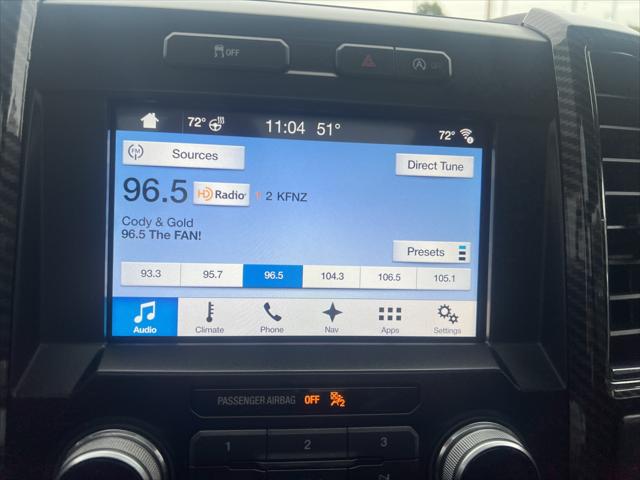 OFF
OFF
72° 11:04 51° 72°
FM Sources Direct Tune
96.5 HD Radio 1 2 KFNZ
Cody & Gold
96.5 The FAN!
Presets
93.3 95.7 96.5 104.3 106.5 105.1
Audio Climate Phone Nav Apps Settings
PASSENGER AIRBAG OFF 2
1 2 3